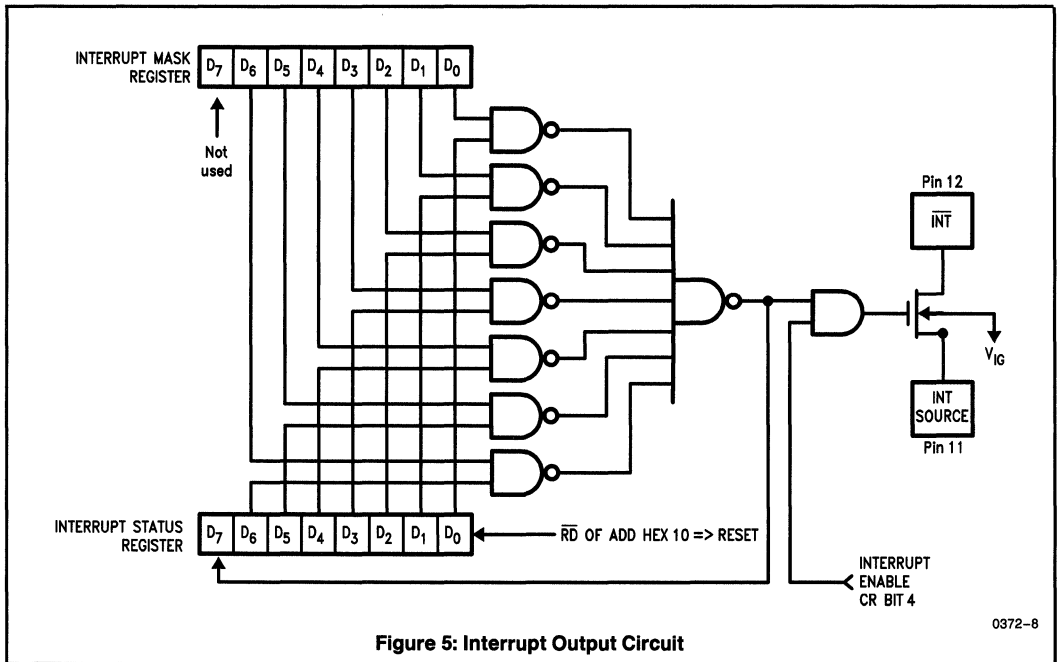 INTERRUPT MASK
REGISTER
D7 D6 D5 D4 D3 D2 D1 D0
Not
used
Pin 12
INT
VIG
INT
SOURCE
Pin 11
INTERRUPT STATUS
REGISTER
D7 D6 D5 D4 D3 D2 D1 D0
RD OF ADD HEX 10 => RESET
INTERRUPT
ENABLE
CR BIT 4
0372-8
Figure 5: Interrupt Output Circuit